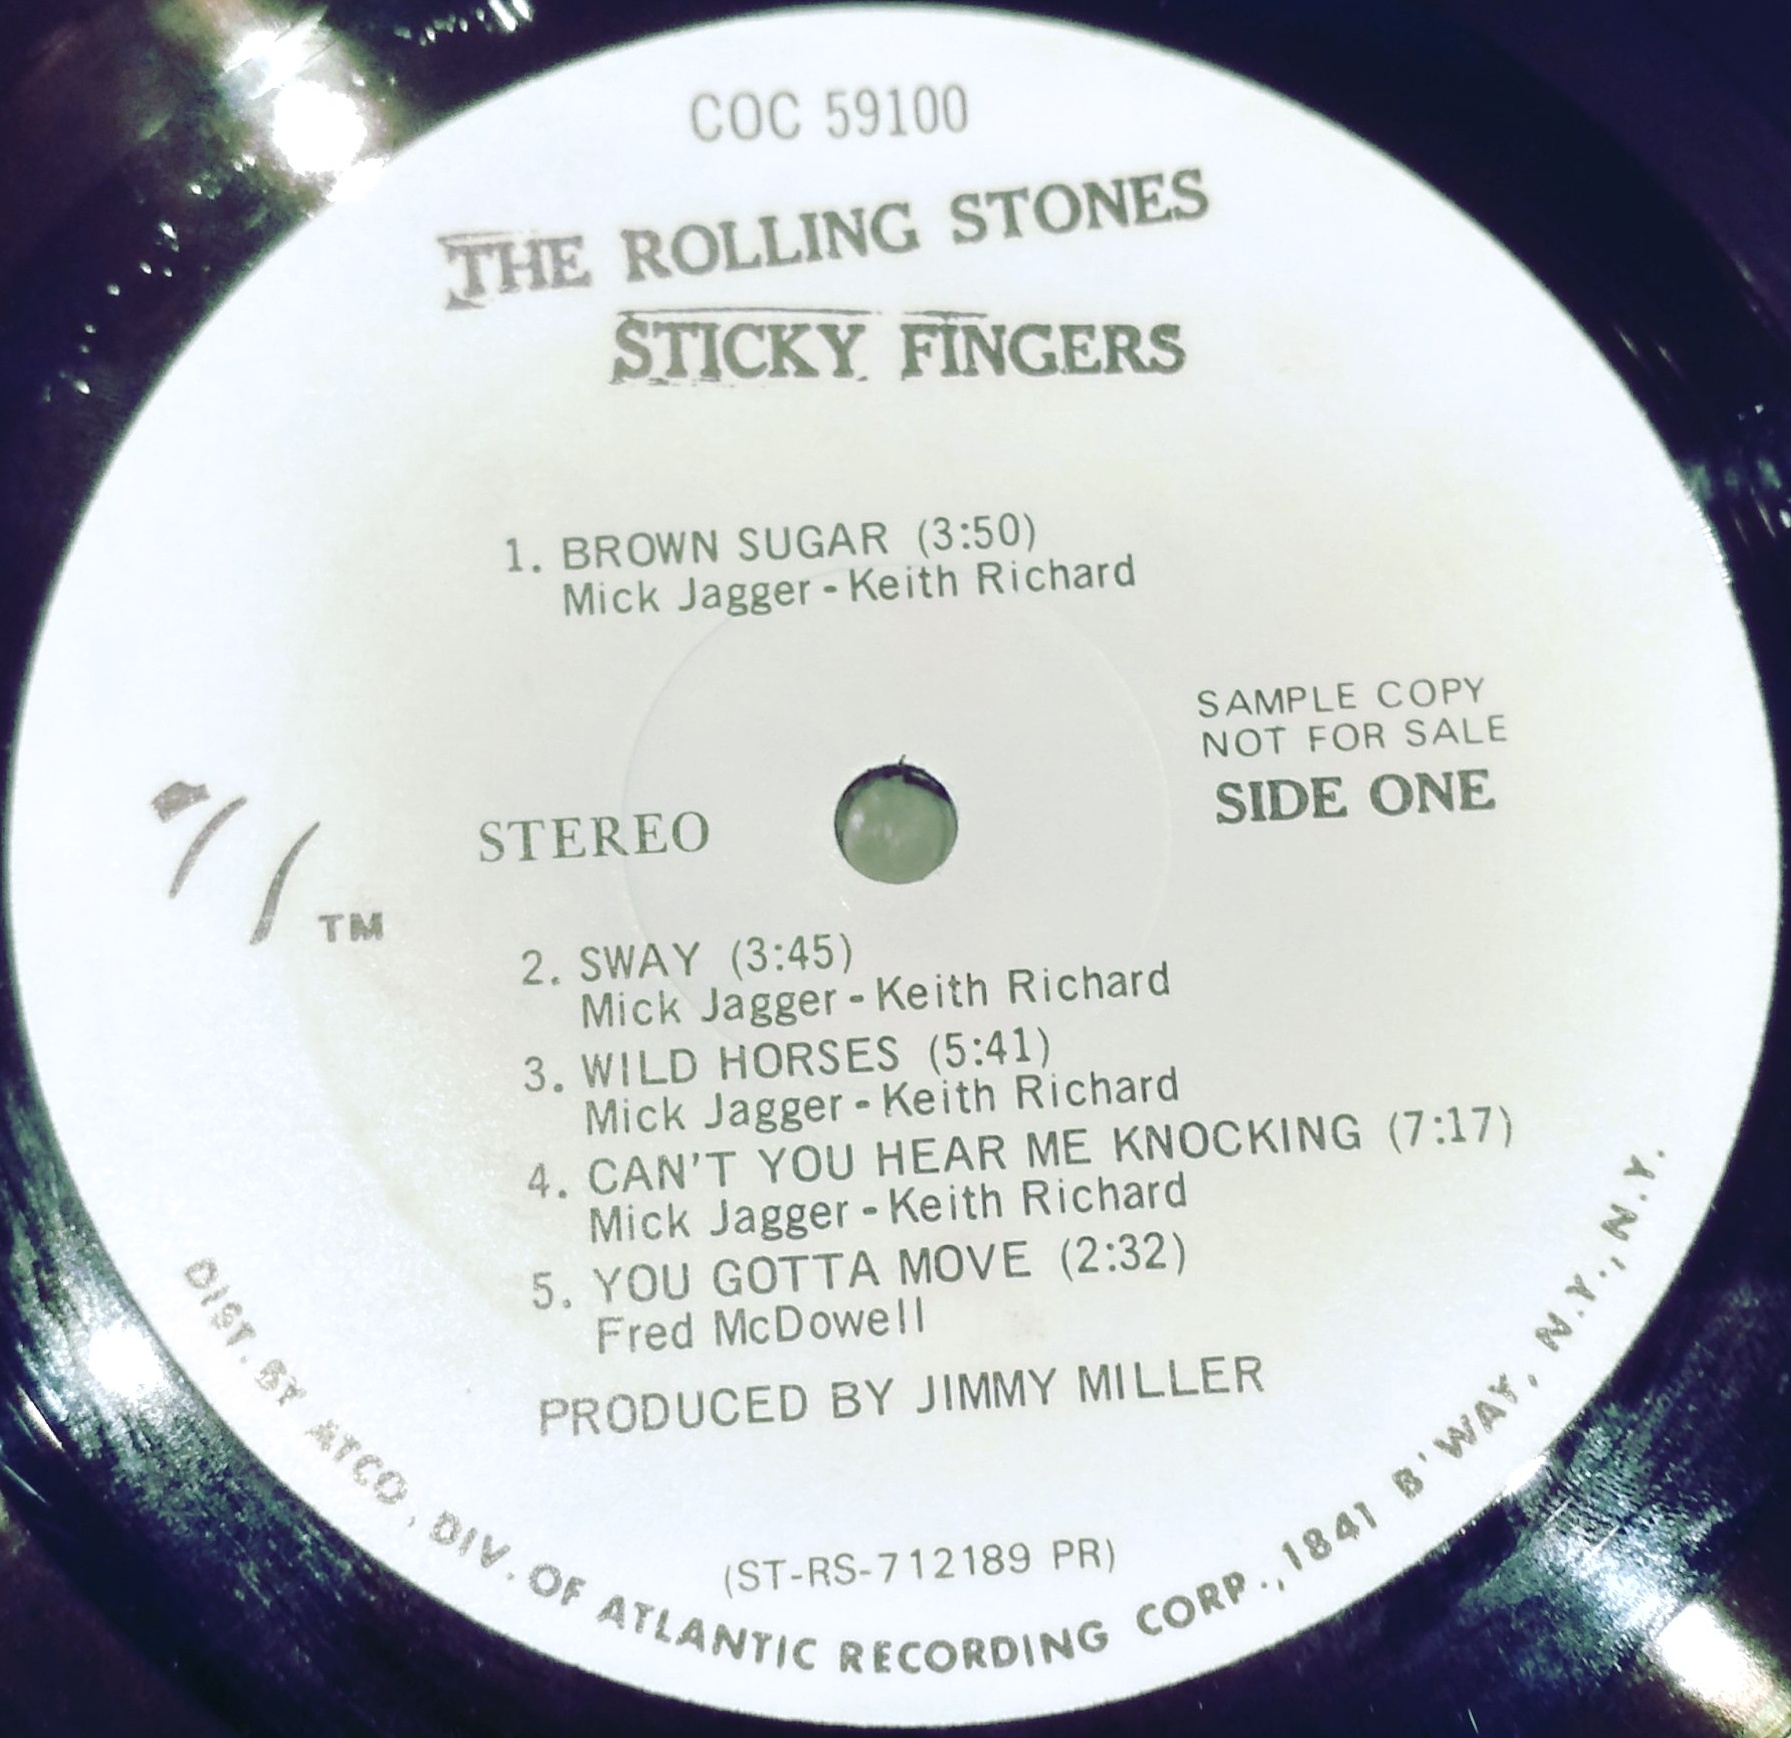 COC 59100
THE ROLLING STONES
STICKY FINGERS
1. BROWN SUGAR (3:50)
Mick Jagger - Keith Richard
SAMPLE COPY
NOT FOR SALE
SIDE ONE
STEREO
TM
2. SWAY (3:45)
Mick Jagger - Keith Richard
3. WILD HORSES (5:41)
Mick Jagger - Keith Richard
4. CAN'T YOU HEAR ME KNOCKING (7:17)
Mick Jagger - Keith Richard
5. YOU GOTTA MOVE (2:32)
Fred McDowell
PRODUCED BY JIMMY MILLER
(ST-RS-712189 PR)
DIST. BY ATCO, DIV. OF ATLANTIC RECORDING CORP., 1841 B'WAY, N.Y., N.Y.